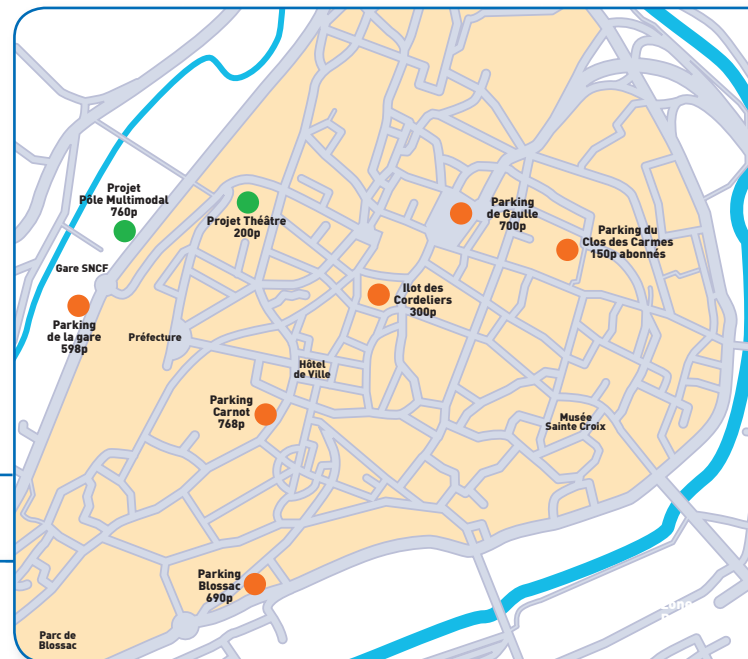 Projet
Pôle Multimodal
760p
Projet Théâtre
200p
Parking
de Gaulle
700p
Parking du
Clos des Carmes
150p abonnés
Gare SNCF
Ilot des
Cordeliers
300p
Parking
de la gare
598p
Préfecture
Hôtel
de Ville
Parking
Carnot
768p
Musée
Sainte Croix
Parking
Blossac
690p
Parc de
Blossac